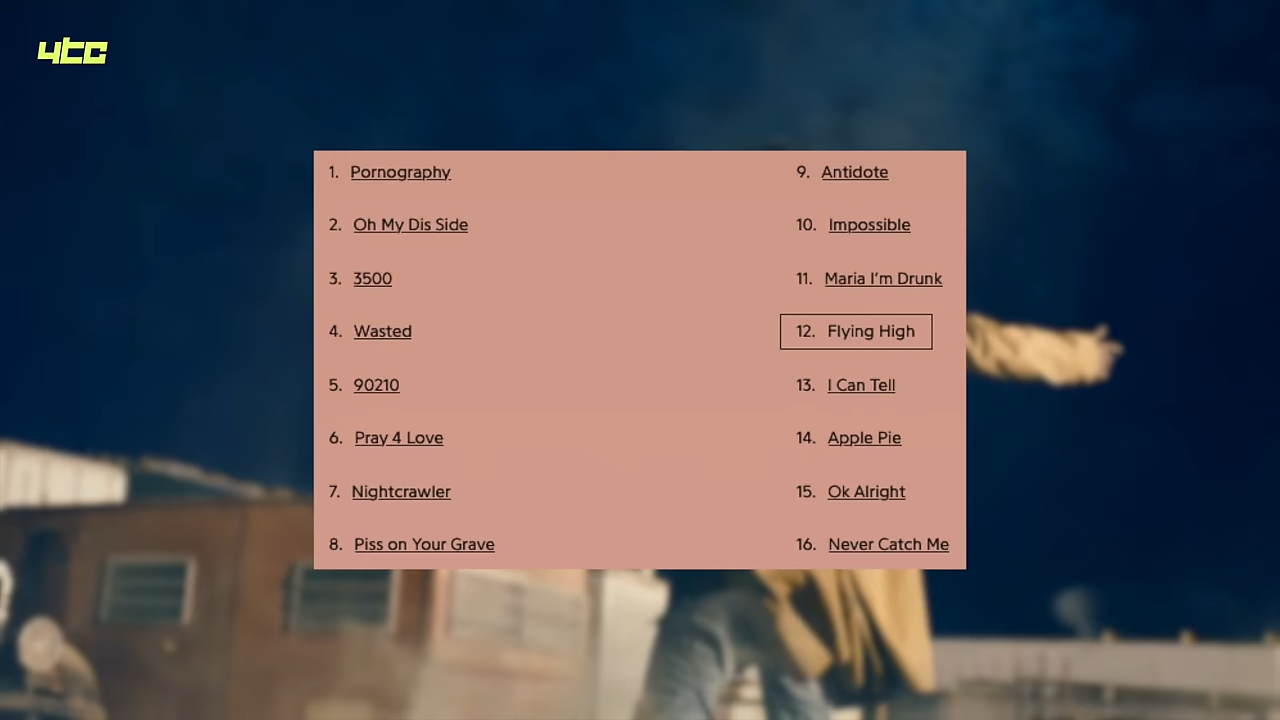 4tc
1. Pornography
2. Oh My Dis Side
3. 3500
4. Wasted
5. 90210
6. Pray 4 Love
7. Nightcrawler
8. Piss on Your Grave
9. Antidote
10. Impossible
11. Maria I'm Drunk
12. Flying High
13. I Can Tell
14. Apple Pie
15. Ok Alright
16. Never Catch Me